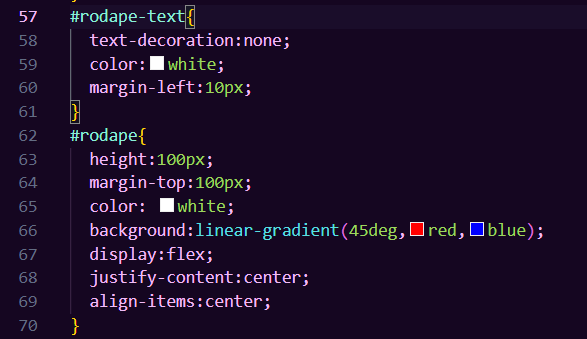 57 #rodape-text{
58 text-decoration:none;
59 color: white;
60 margin-left:10px;
61 }
62 #rodape{
63 height:100px;
64 margin-top:100px;
65 color: white;
66 background:linear-gradient(45deg,red,blue);
67 display:flex;
68 justify-content:center;
69 align-items:center;
70 }